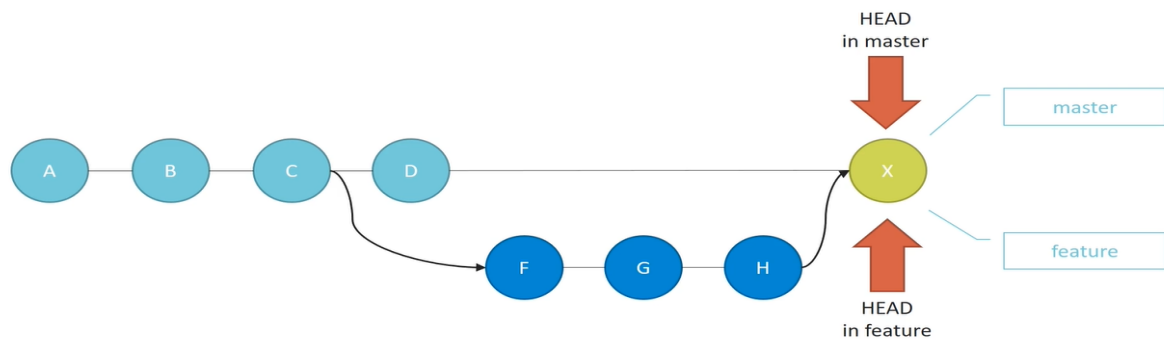 HEAD
in master
master
A
B
C
D
X
F
G
H
feature
HEAD
in feature